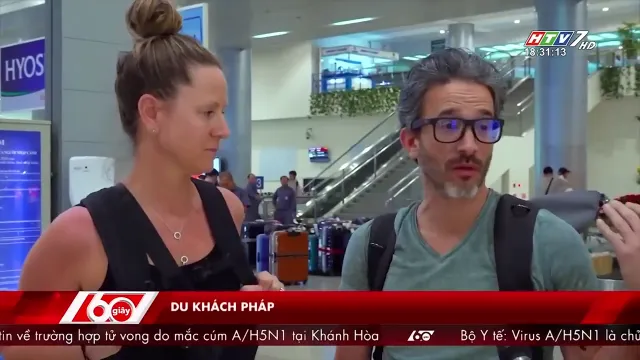 HTV7 HD
18:31:13
HYOS
60 giây
DU KHÁCH PHÁP
tin về trường hợp tử vong do mắc cúm A/H5N1 tại Khánh Hòa 60 Bộ Y tế: Virus A/H5N1 là